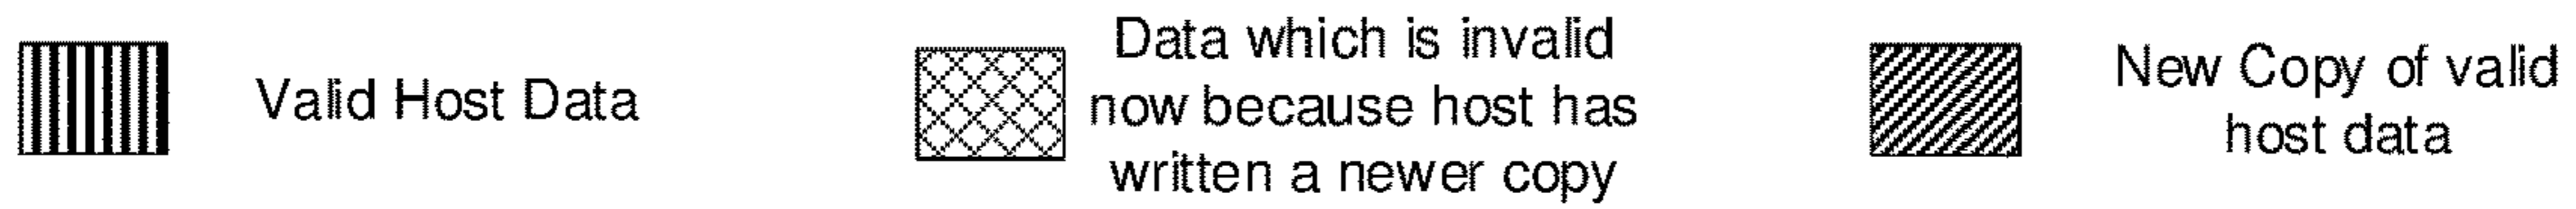 Valid Host Data
Data which is invalid
now because host has
written a newer copy
New Copy of valid
host data